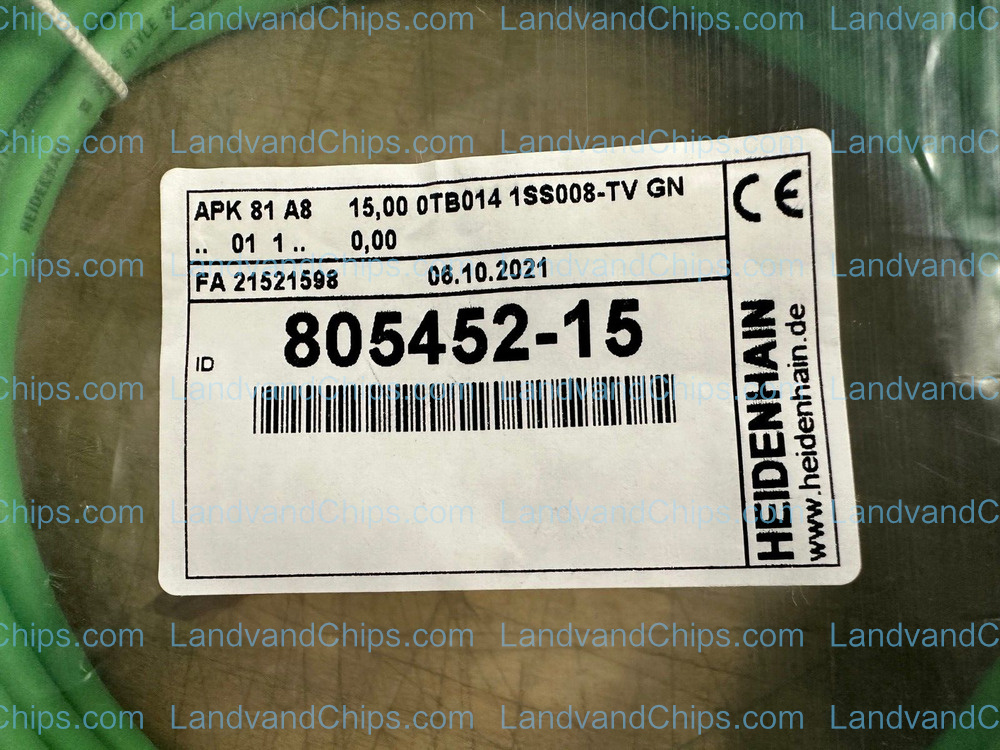 APK 81 A8 15,00 0TB014 1SS008-TV GN
.. 01 1 .. 0,00
FA 21521598 06.10.2021
ID 805452-15
HEIDENHAIN
www.heidenhain.de
STYLE
LandvandChips.com